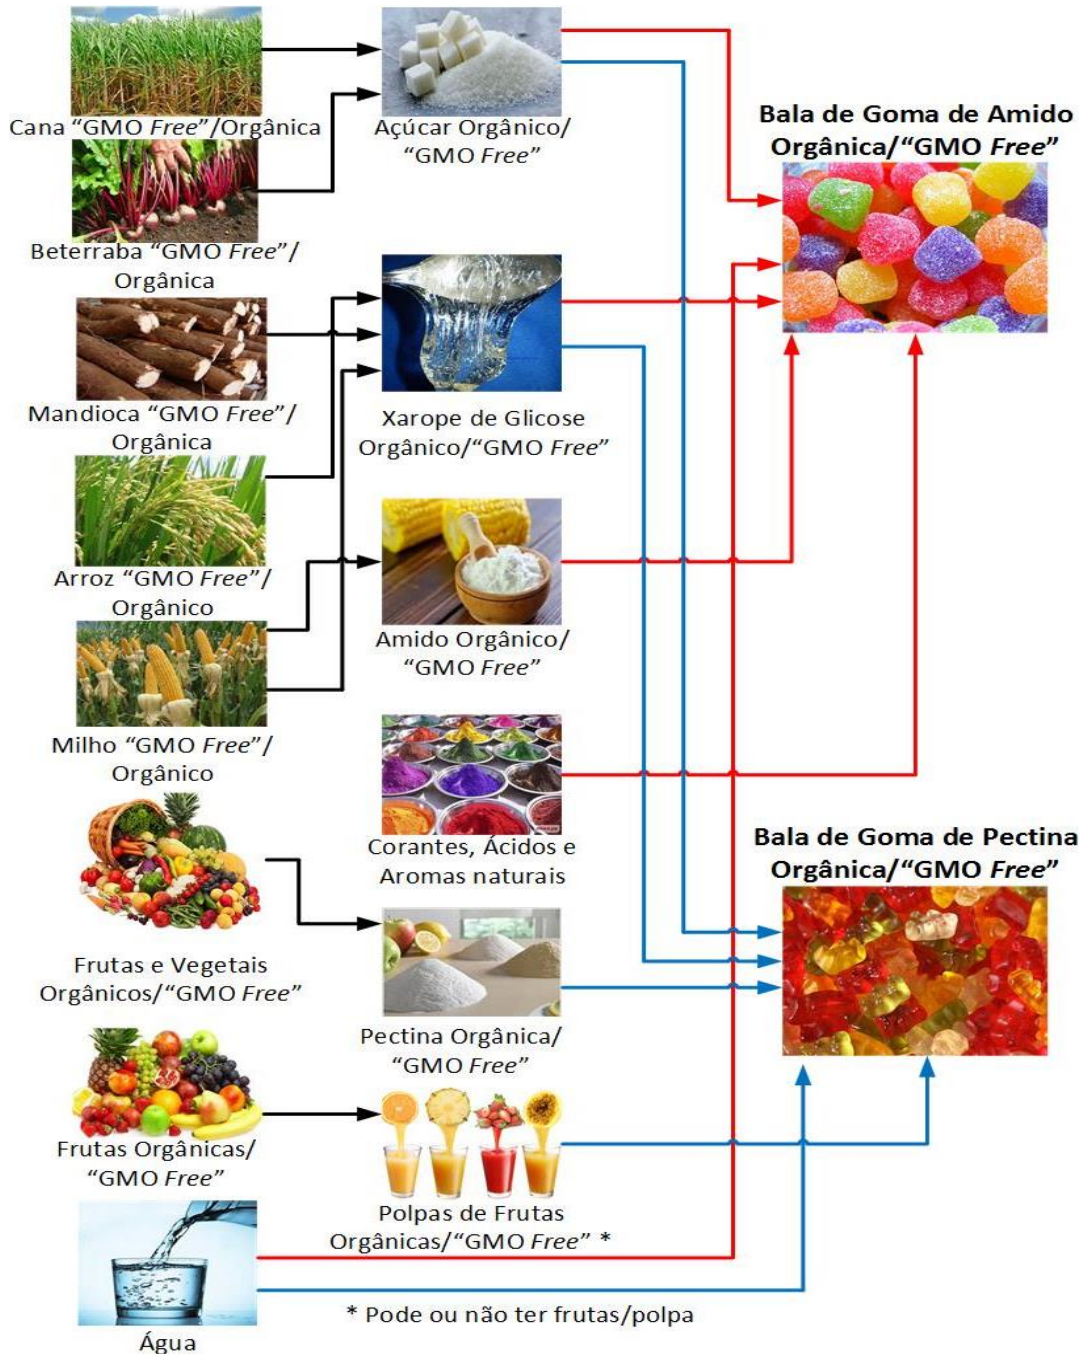 Cana “GMO Free”/Orgânica
Beterraba “GMO Free”/
Orgânica
Mandioca “GMO Free”/
Orgânica
Arroz “GMO Free”/
Orgânico
Milho “GMO Free”/
Orgânico
Frutas e Vegetais
Orgânicos/“GMO Free”
Frutas Orgânicas/
“GMO Free”
Água
Açúcar Orgânico/
“GMO Free”
Xarope de Glicose
Orgânico/“GMO Free”
Amido Orgânico/
“GMO Free”
Corantes, Ácidos e
Aromas naturais
Pectina Orgânica/
“GMO Free”
Polpas de Frutas
Orgânicas/“GMO Free” *
* Pode ou não ter frutas/polpa
Bala de Goma de Amido
Orgânica/“GMO Free”
Bala de Goma de Pectina
Orgânica/“GMO Free”